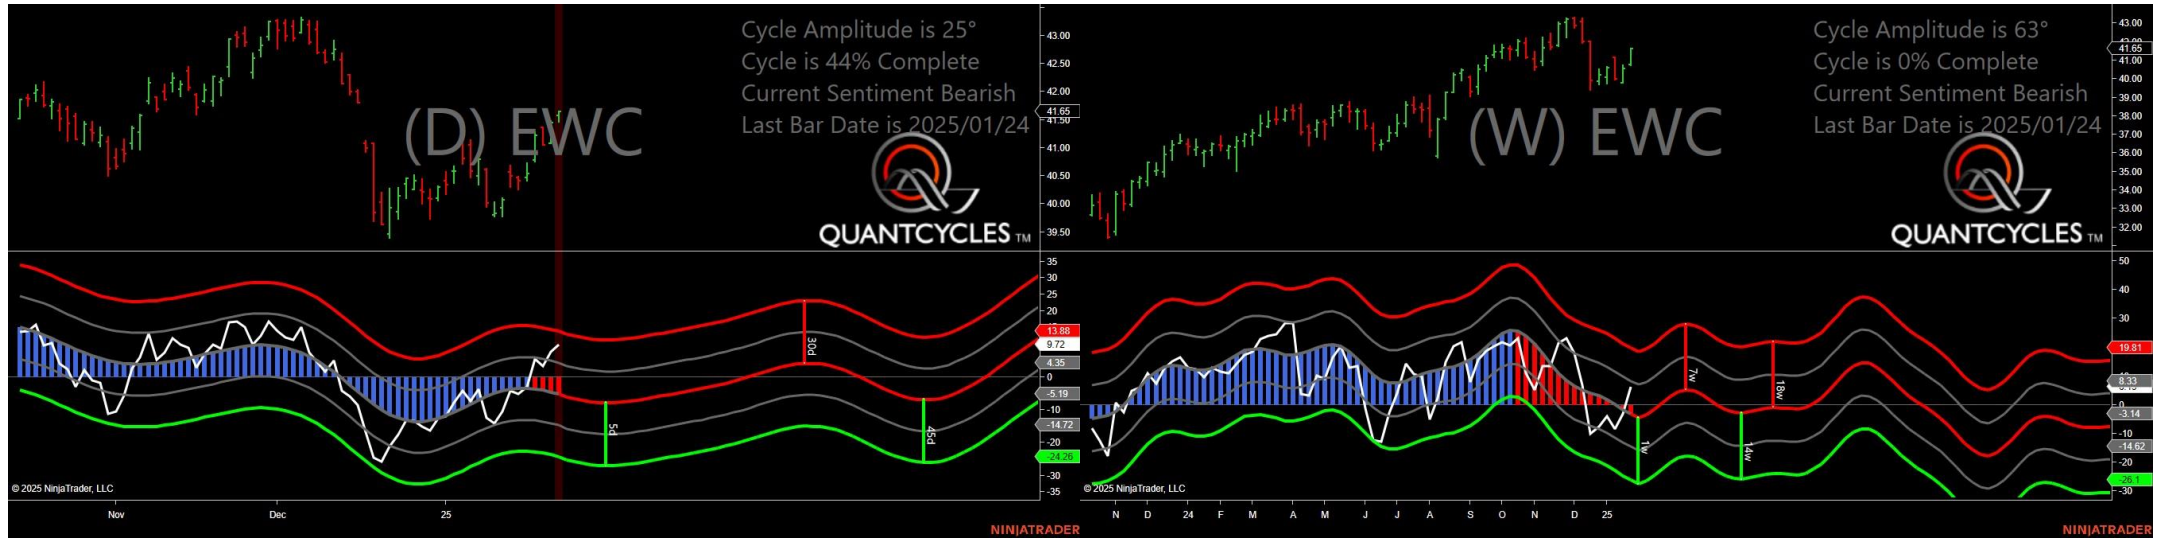 Cycle Amplitude is 25°
Cycle is 44% Complete
Current Sentiment Bearish
Last Bar Date is 2025/01/24
(D) EWC
QUANTCYCLES TM
43.00
42.50
42.00
41.65
41.50
41.00
40.50
40.00
39.50
35
30
25
20
13.88
9.72
4.35
0
-5.19
-10
-14.72
-20
-24.26
-30
-35
5d
30d
45d
© 2025 NinjaTrader, LLC
Nov
Dec
25
NINJATRADER
Cycle Amplitude is 63°
Cycle is 0% Complete
Current Sentiment Bearish
Last Bar Date is 2025/01/24
(W) EWC
QUANTCYCLES TM
43.00
41.65
41.00
40.00
39.00
38.00
37.00
36.00
35.00
34.00
33.00
32.00
50
40
30
19.81
8.33
0
-3.14
-10
-14.62
-20
-26.1
-30
1w
7w
14w
18w
© 2025 NinjaTrader, LLC
N D 24 F M A M J J A S O N D 25
NINJATRADER